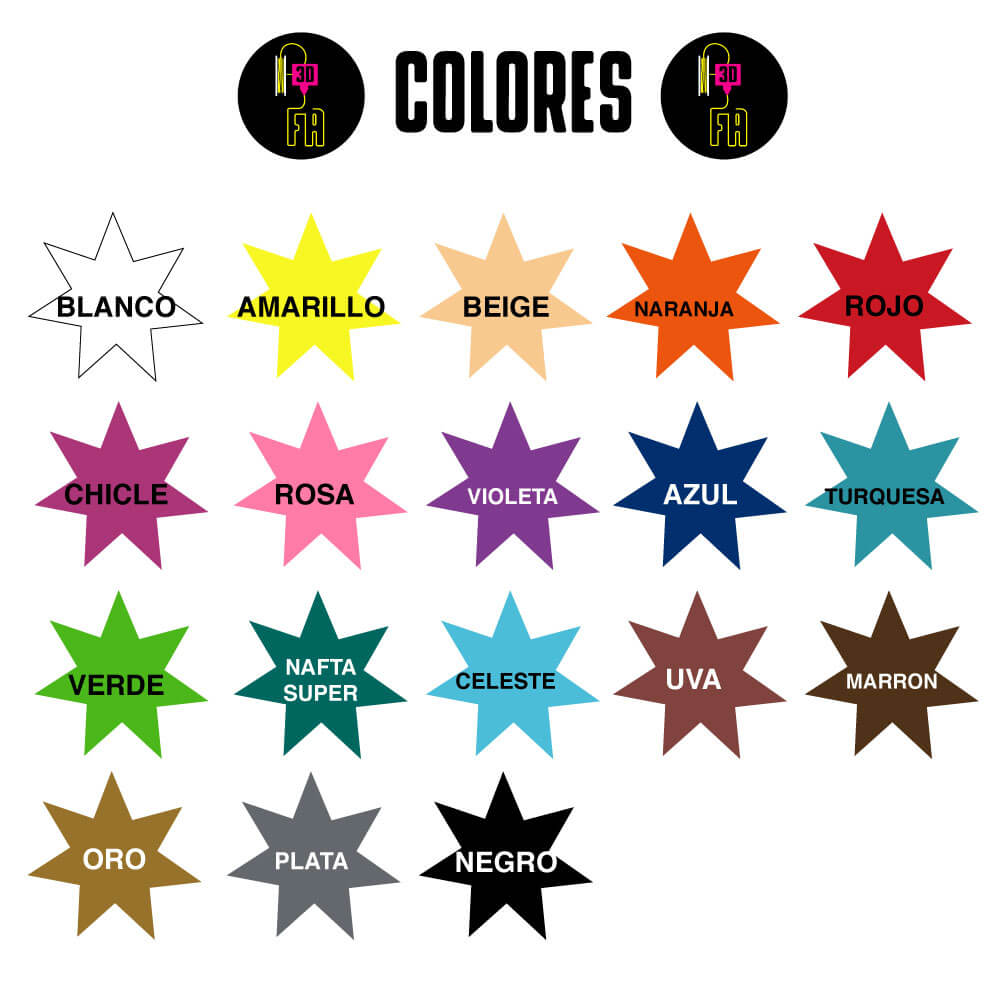 3D
FA
COLORES
3D
FA
BLANCO
AMARILLO
BEIGE
NARANJA
ROJO
CHICLE
ROSA
VIOLETA
AZUL
TURQUESA
VERDE
NAFTA
SUPER
CELESTE
UVA
MARRON
ORO
PLATA
NEGRO